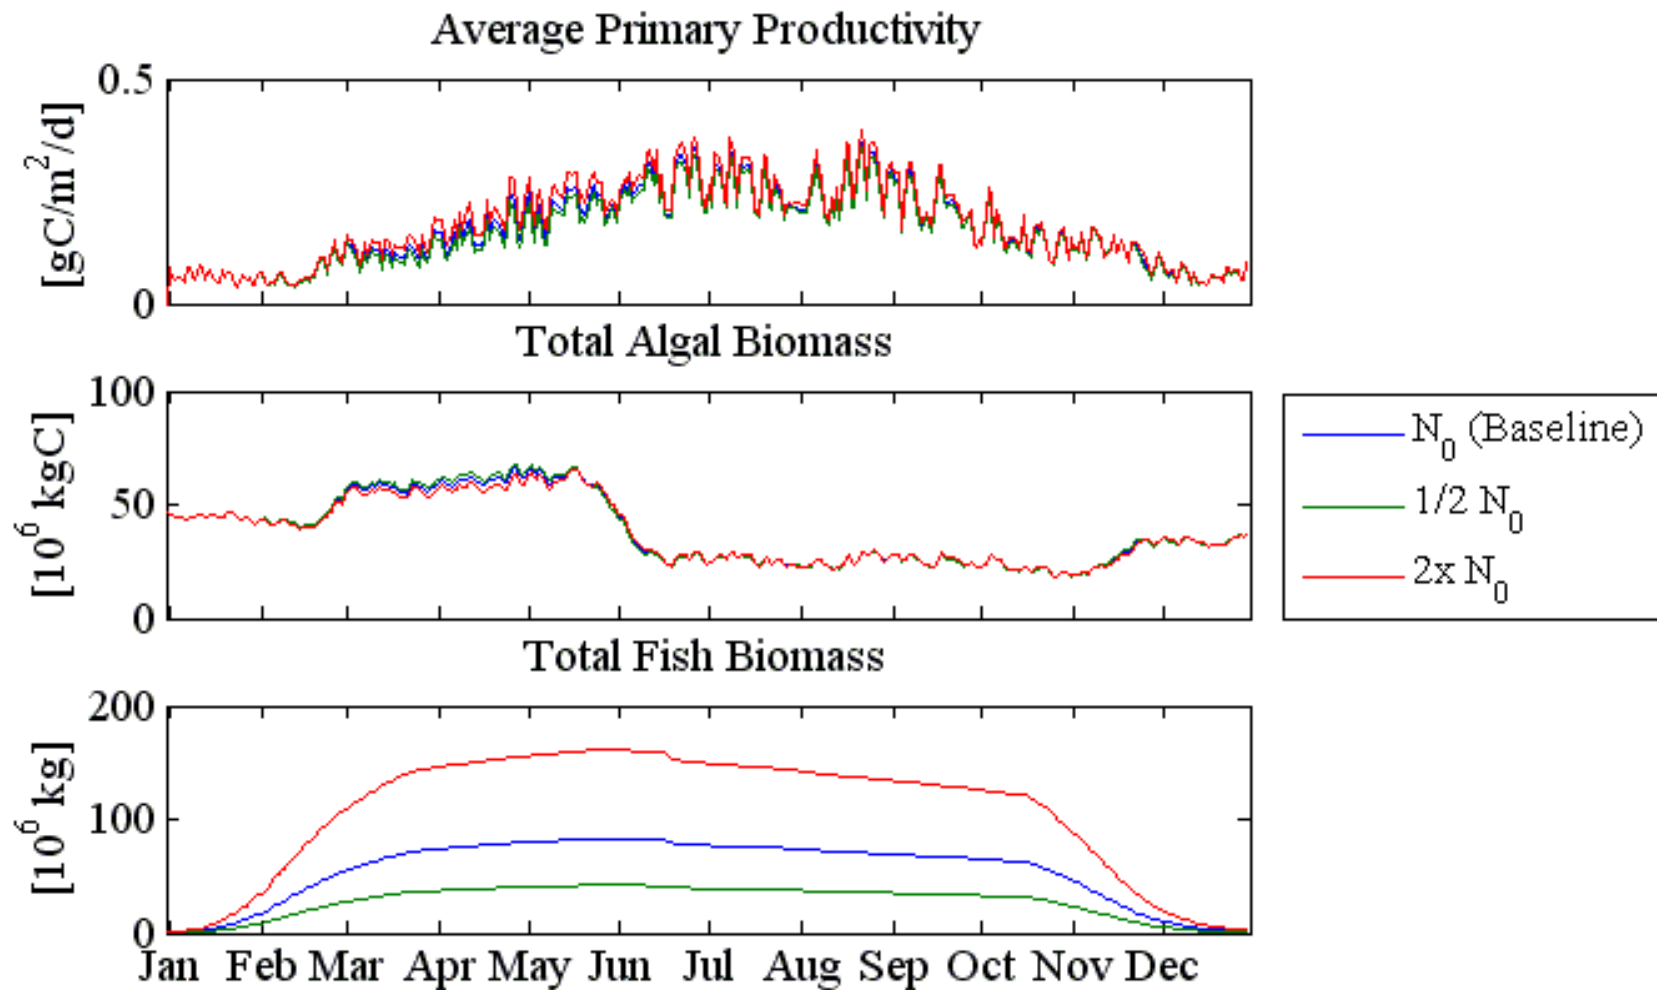 Average Primary Productivity
0.5
0
[gC/m²/d]
Total Algal Biomass
100
50
0
[10⁶ kgC]
N₀ (Baseline)
1/2 N₀
2x N₀
Total Fish Biomass
200
100
0
[10⁶ kg]
Jan Feb Mar Apr May Jun Jul Aug Sep Oct Nov Dec